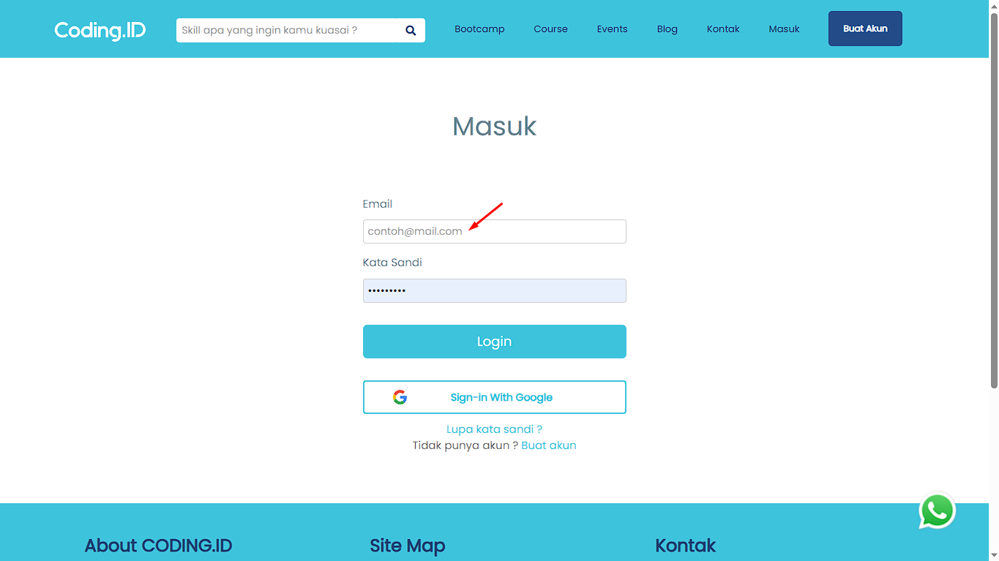 Coding.ID
Skill apa yang ingin kamu kuasai ?
Bootcamp
Course
Events
Blog
Kontak
Masuk
Buat Akun
Masuk
Email
contoh@mail.com
Kata Sandi
•••••••••
Login
Sign-in With Google
Lupa kata sandi ?
Tidak punya akun ? Buat akun
About CODING.ID
Site Map
Kontak